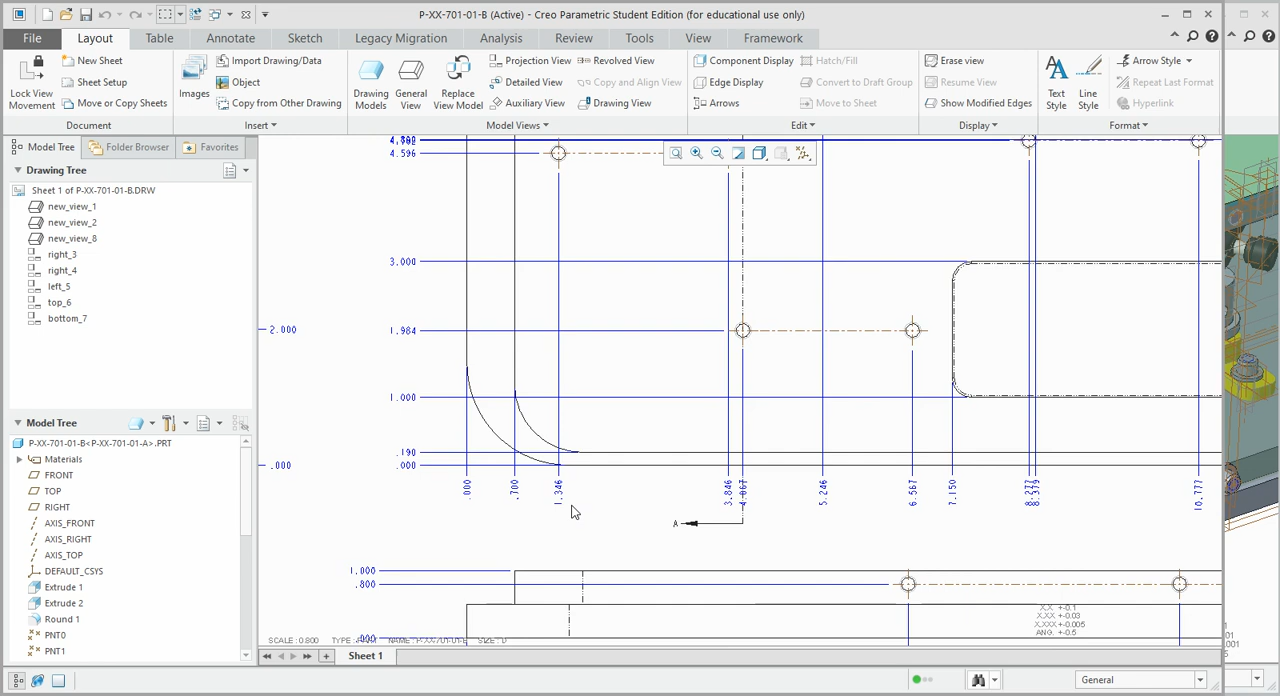 P-XX-701-01-B (Active) - Creo Parametric Student Edition (for educational use only)
File Layout Table Annotate Sketch Legacy Migration Analysis Review Tools View Framework
Lock View Movement
New Sheet
Sheet Setup
Move or Copy Sheets
Document
Images
Import Drawing/Data
Object
Copy from Other Drawing
Insert
Drawing Models
General View
Replace View Model
Projection View
Detailed View
Auxiliary View
Revolved View
Copy and Align View
Drawing View
Model Views
Component Display
Edge Display
Arrows
Hatch/Fill
Convert to Draft Group
Move to Sheet
Edit
Erase view
Resume View
Show Modified Edges
Display
Text Style
Line Style
Arrow Style
Repeat Last Format
Hyperlink
Format
Model Tree Folder Browser Favorites
Drawing Tree
Sheet 1 of P-XX-701-01-B.DRW
new_view_1
new_view_2
new_view_8
right_3
right_4
left_5
top_6
bottom_7
Model Tree
P-XX-701-01-B<P-XX-701-01-A>.PRT
Materials
FRONT
TOP
RIGHT
AXIS_FRONT
AXIS_RIGHT
AXIS_TOP
DEFAULT_CSYS
Extrude 1
Extrude 2
Round 1
PNT0
PNT1
4.596
3.000
2.000
1.984
1.000
.190
.000
.000
.000
.700
1.346
3.846
4.067
5.246
6.567
7.150
8.379
10.777
A
1.000
.800
.000
X.X +-0.1
X.XX +-0.03
X.XXX +-0.005
ANG. +-0.5
SCALE : 0.800
Sheet 1
General